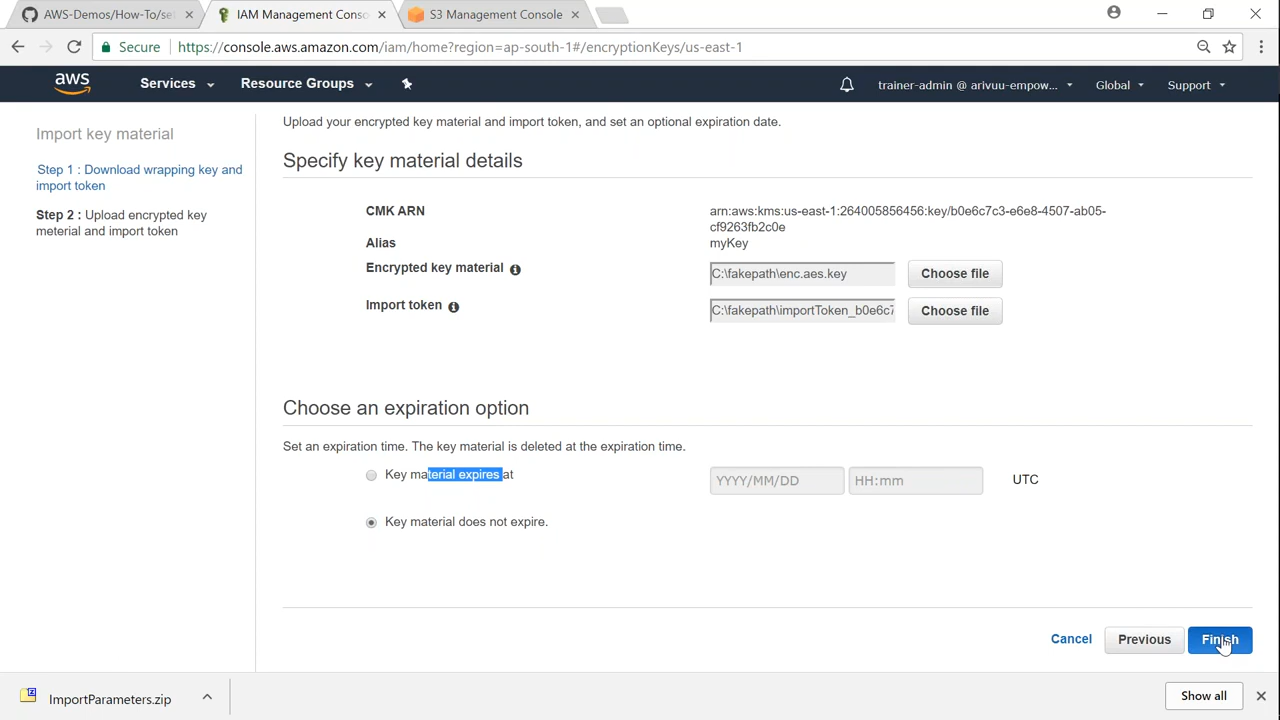 AWS-Demos/How-To/se
IAM Management Conso
S3 Management Console
Secure
https://console.aws.amazon.com/iam/home?region=ap-south-1#/encryptionKeys/us-east-1
aws
Services
Resource Groups
trainer-admin @ arivuu-empow...
Global
Support
Import key material
Step 1 : Download wrapping key and
import token
Step 2 : Upload encrypted key
meterial and import token
Upload your encrypted key material and import token, and set an optional expiration date.
Specify key material details
CMK ARN
arn:aws:kms:us-east-1:264005856456:key/b0e6c7c3-e6e8-4507-ab05-
cf9263fb2c0e
Alias
myKey
Encrypted key material
C:\fakepath\enc.aes.key
Choose file
Import token
C:\fakepath\importToken_b0e6c7
Choose file
Choose an expiration option
Set an expiration time. The key material is deleted at the expiration time.
Key material expires at
YYYY/MM/DD
HH:mm
UTC
Key material does not expire.
Cancel
Previous
Finish
ImportParameters.zip
Show all